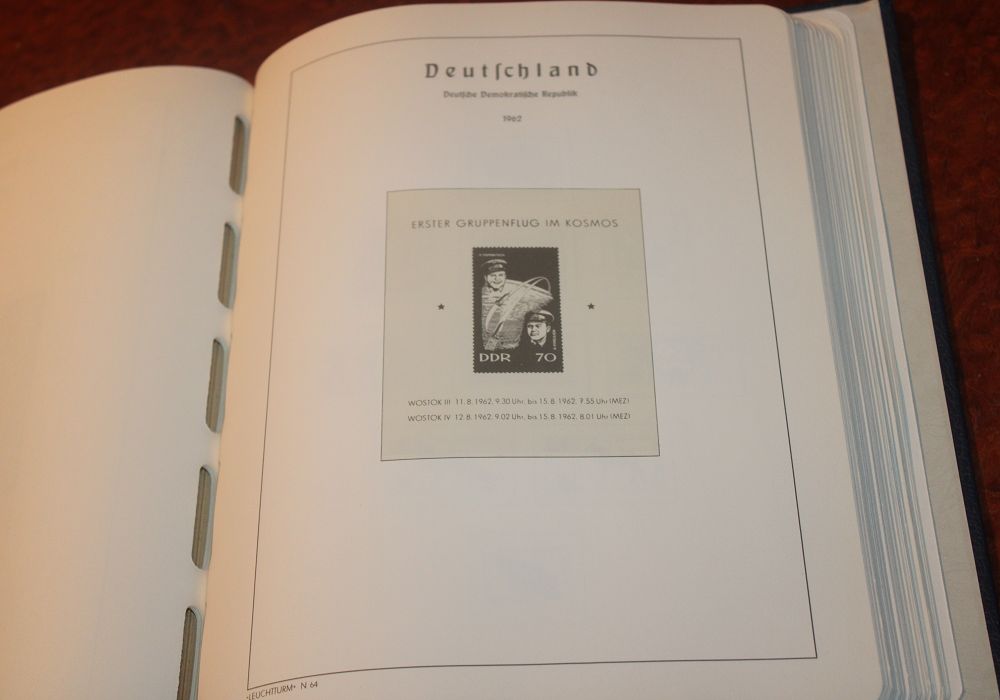 Deutſchland
Deutſche Demokratiſche Republik
1962
ERSTER GRUPPENFLUG IM KOSMOS
DDR 70
WOSTOK III 11. 8. 1962, 9.30 Uhr, bis 15. 8. 1962, 7.55 Uhr (MEZ)
WOSTOK IV 12. 8. 1962, 9.02 Uhr, bis 15. 8. 1962, 8.01 Uhr (MEZ)
"LEUCHTTURM" N 64